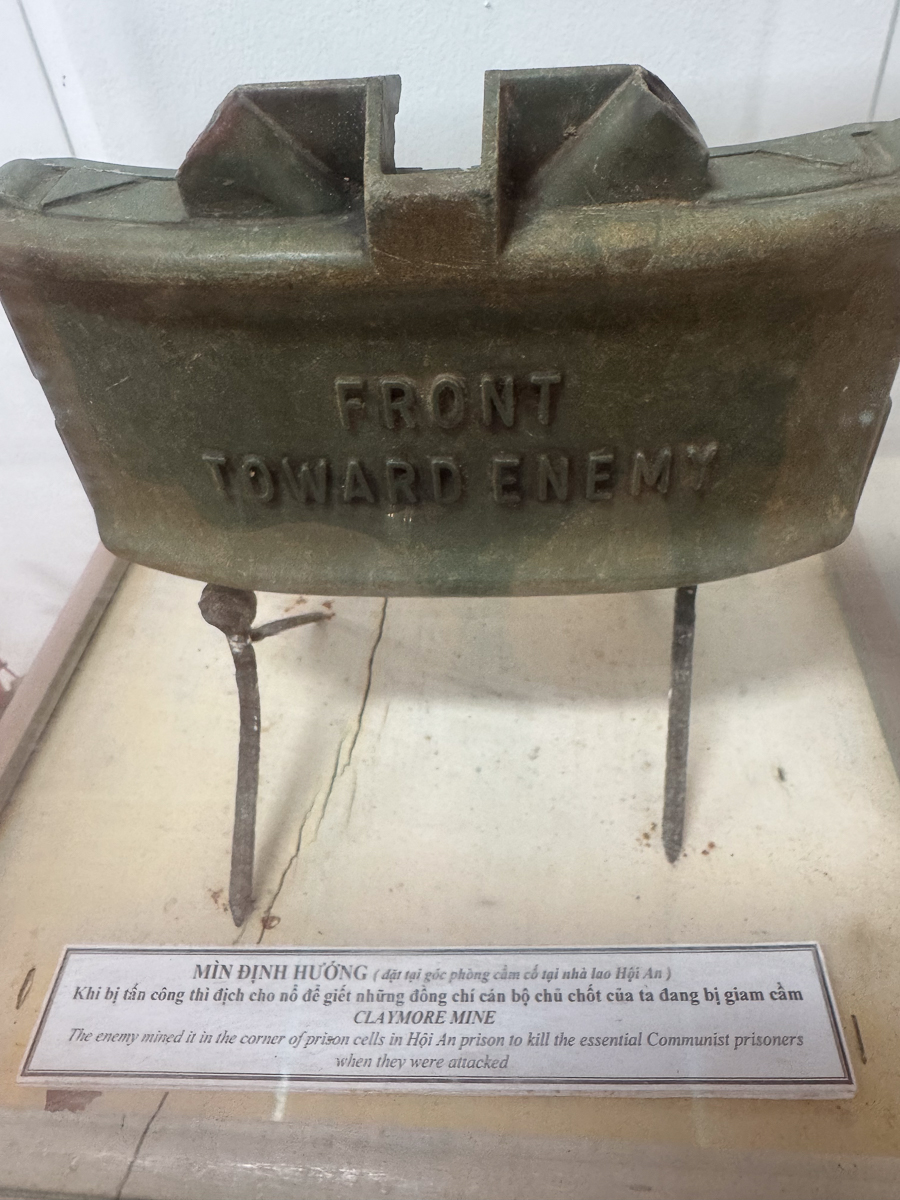 FRONT
TOWARD ENEMY
MÌN ĐỊNH HƯỚNG ( đặt tại góc phòng cầm cố tại nhà lao Hội An )
Khi bị tấn công thì địch cho nổ để giết những đồng chí cán bộ chủ chốt của ta đang bị giam cầm
CLAYMORE MINE
The enemy mined it in the corner of prison cells in Hội An prison to kill the essential Communist prisoners
when they were attacked